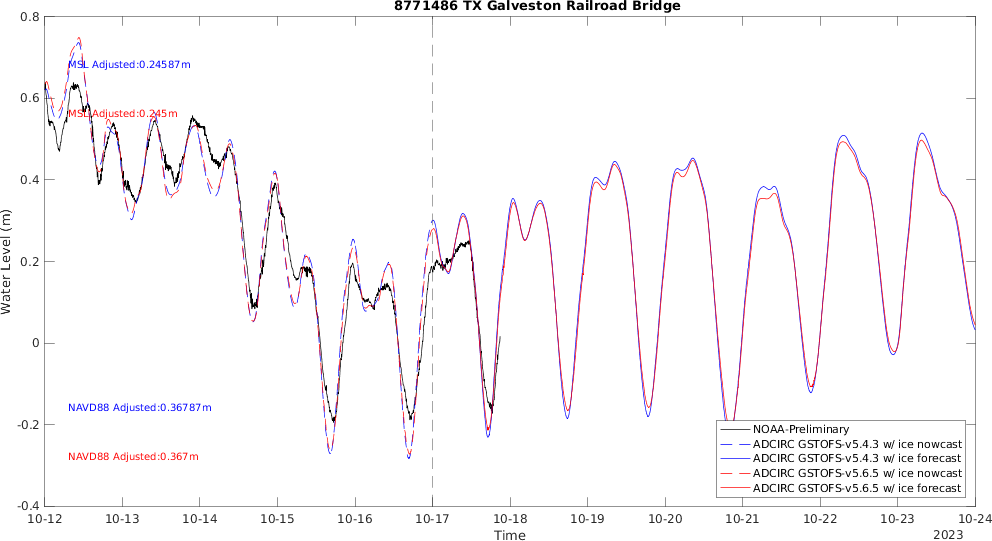 8771486 TX Galveston Railroad Bridge
0.8
0.6
0.4
0.2
0
-0.2
-0.4
Water Level (m)
MSL Adjusted:0.24587m
MSL Adjusted:0.245m
NAVD88 Adjusted:0.36787m
NAVD88 Adjusted:0.367m
NOAA-Preliminary
ADCIRC GSTOFS-v5.4.3 w/ ice nowcast
ADCIRC GSTOFS-v5.4.3 w/ ice forecast
ADCIRC GSTOFS-v5.6.5 w/ ice nowcast
ADCIRC GSTOFS-v5.6.5 w/ ice forecast
10-12 10-13 10-14 10-15 10-16 10-17 10-18 10-19 10-20 10-21 10-22 10-23 10-24
Time
2023